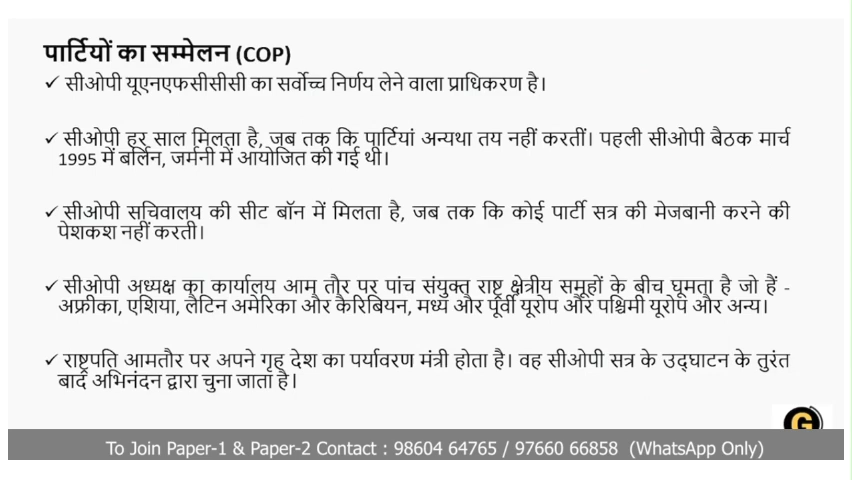 पार्टियों का सम्मेलन (COP)
✓ सीओपी यूएनएफसीसीसी का सर्वोच्च निर्णय लेने वाला प्राधिकरण है।
✓ सीओपी हर साल मिलता है, जब तक कि पार्टियां अन्यथा तय नहीं करतीं। पहली सीओपी बैठक मार्च
1995 में बर्लिन, जर्मनी में आयोजित की गई थी।
✓ सीओपी सचिवालय की सीट बॉन में मिलता है, जब तक कि कोई पार्टी सत्र की मेजबानी करने की
पेशकश नहीं करती।
✓ सीओपी अध्यक्ष का कार्यालय आम तौर पर पांच संयुक्त राष्ट्र क्षेत्रीय समूहों के बीच घूमता है जो हैं -
अफ्रीका, एशिया, लैटिन अमेरिका और कैरिबियन, मध्य और पूर्वी यूरोप और पश्चिमी यूरोप और अन्य।
✓ राष्ट्रपति आमतौर पर अपने गृह देश का पर्यावरण मंत्री होता है। वह सीओपी सत्र के उद्घाटन के तुरंत
बाद अभिनंदन द्वारा चुना जाता है।
G
To Join Paper-1 & Paper-2 Contact : 98604 64765 / 97660 66858 (WhatsApp Only)